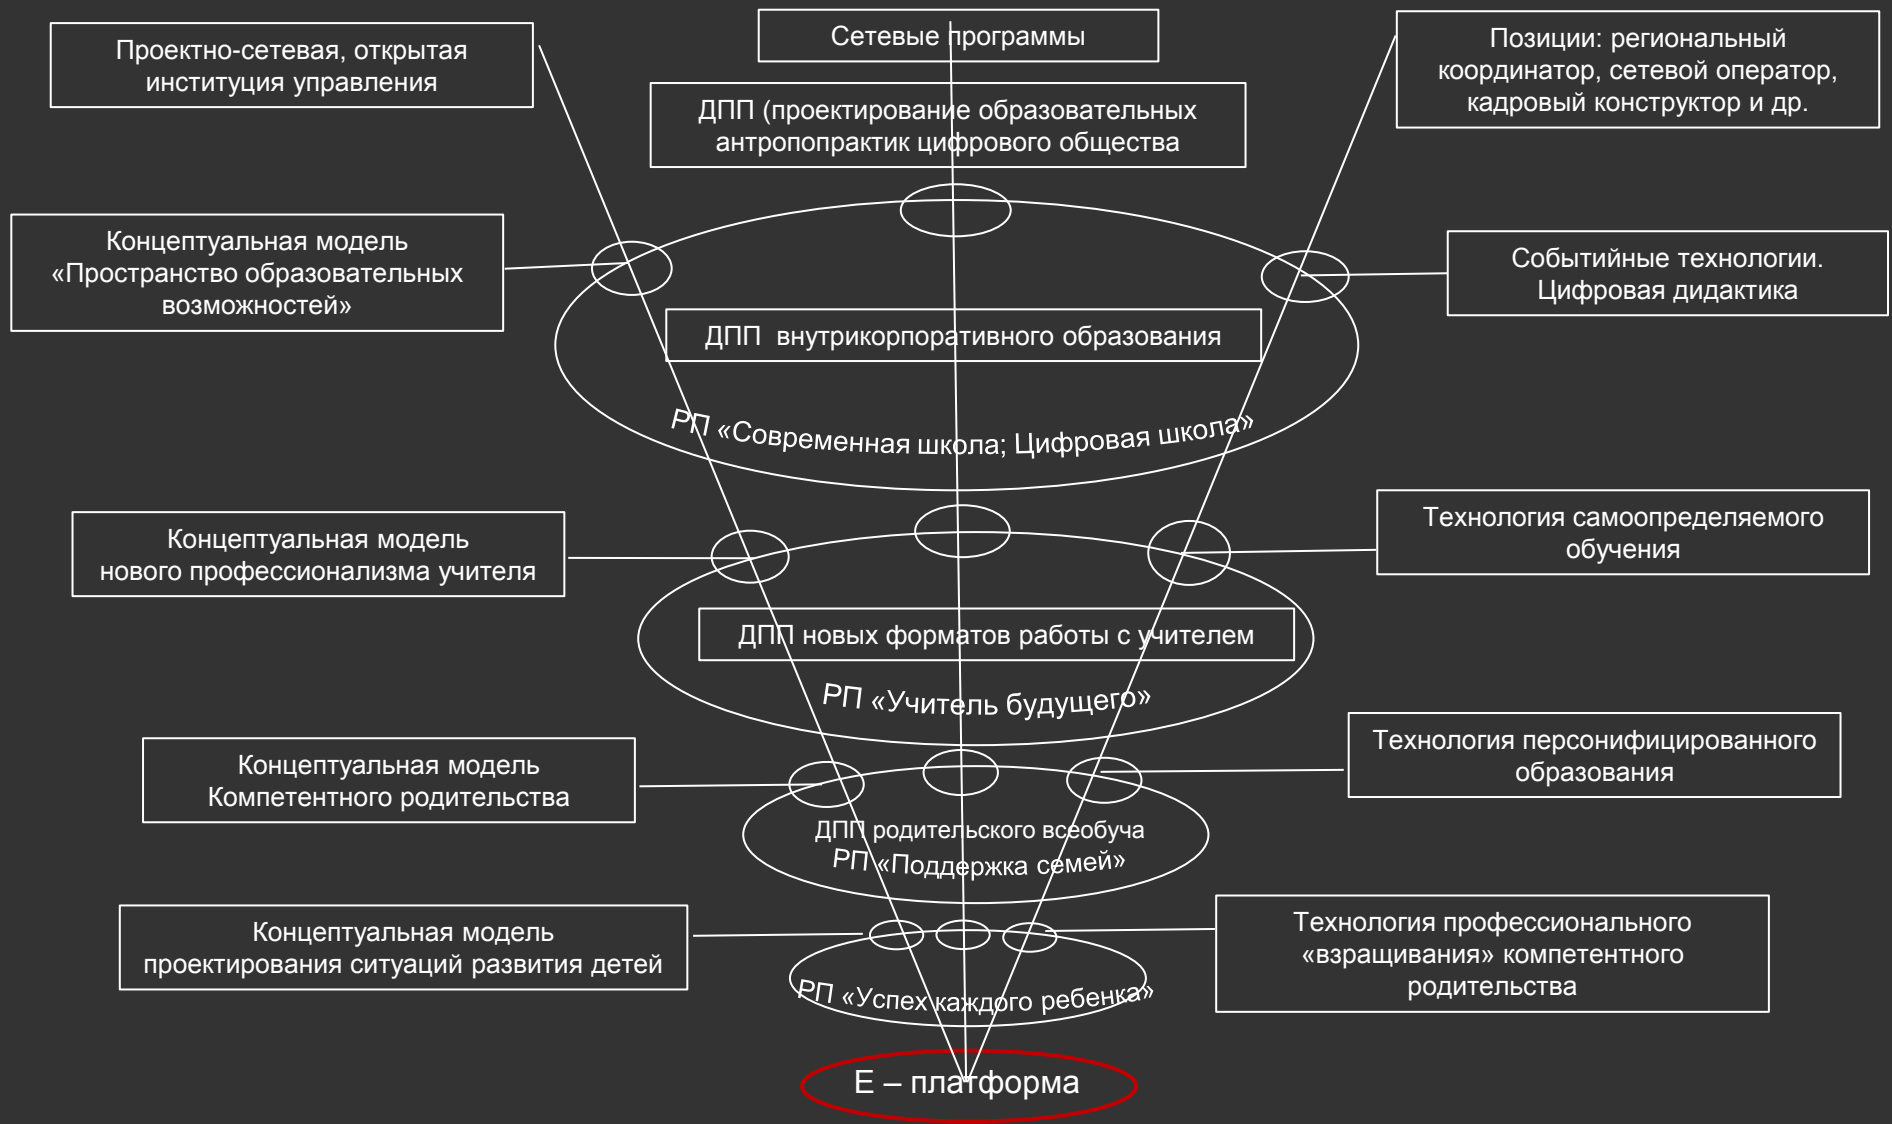 Проектно-сетевая, открытая
институция управления
Сетевые программы
Позиции: региональный
координатор, сетевой оператор,
кадровый конструктор и др.
ДПП (проектирование образовательных
антропопрактик цифрового общества
Концептуальная модель
«Пространство образовательных
возможностей»
Событийные технологии.
Цифровая дидактика
ДПП внутрикорпоративного образования
РП «Современная школа; Цифровая школа»
Концептуальная модель
нового профессионализма учителя
Технология самоопределяемого
обучения
ДПП новых форматов работы с учителем
РП «Учитель будущего»
Концептуальная модель
Компетентного родительства
Технология персонифицированного
образования
ДПП родительского всеобуча
РП «Поддержка семей»
Концептуальная модель
проектирования ситуаций развития детей
Технология профессионального
«взращивания» компетентного
родительства
РП «Успех каждого ребенка»
Е – платформа